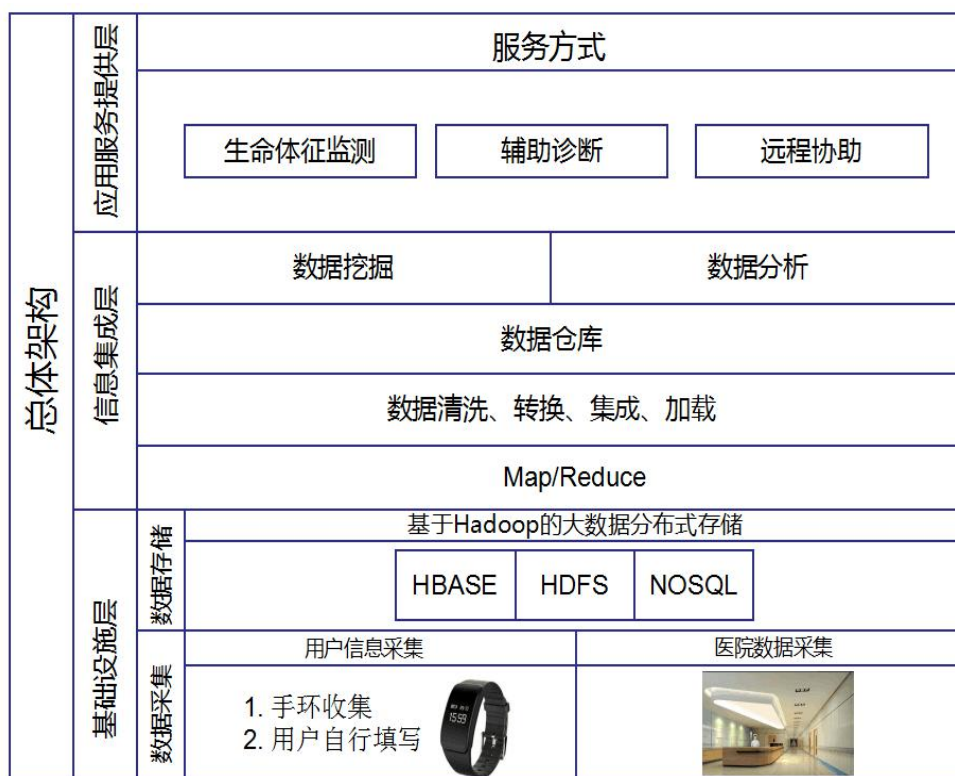 总体架构
应用服务提供层
服务方式
生命体征监测
辅助诊断
远程协助
信息集成层
数据挖掘
数据分析
数据仓库
数据清洗、转换、集成、加载
Map/Reduce
基础设施层
数据存储
基于Hadoop的大数据分布式存储
HBASE
HDFS
NOSQL
数据采集
用户信息采集
医院数据采集
1. 手环收集
2. 用户自行填写
15:59